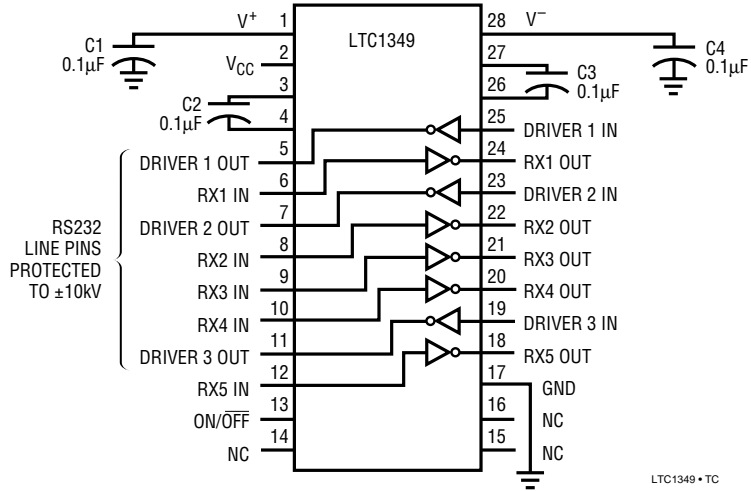 V⁺ 1
28 V⁻
LTC1349
C1
0.1µF
C4
0.1µF
V_CC 2
27
C3
0.1µF
3
26
C2
0.1µF
4
25 DRIVER 1 IN
DRIVER 1 OUT 5
24 RX1 OUT
RX1 IN 6
23 DRIVER 2 IN
RS232
LINE PINS
PROTECTED
TO ±10kV
DRIVER 2 OUT 7
22 RX2 OUT
RX2 IN 8
21 RX3 OUT
RX3 IN 9
20 RX4 OUT
RX4 IN 10
19 DRIVER 3 IN
DRIVER 3 OUT 11
18 RX5 OUT
RX5 IN 12
17 GND
ON/O̅F̅F̅ 13
16 NC
NC 14
15 NC
LTC1349 • TC